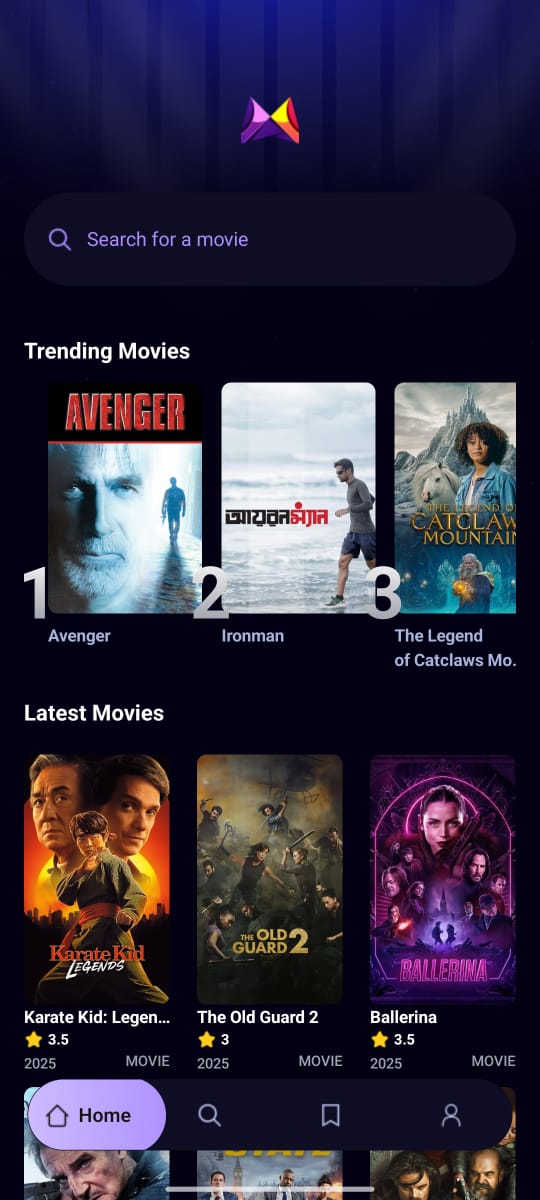 Search for a movie
Trending Movies
AVENGER
আয়রনম্যান
THE LEGEND OF
CATCLAW
MOUNTAIN
1
2
3
Avenger
Ironman
The Legend
of Catclaws Mo.
Latest Movies
Karate Kid
LEGENDS
THE OLD
GUARD 2
BALLERINA
Karate Kid: Legen...
The Old Guard 2
Ballerina
3.5
3
3.5
2025
MOVIE
2025
MOVIE
2025
MOVIE
Home
STATE